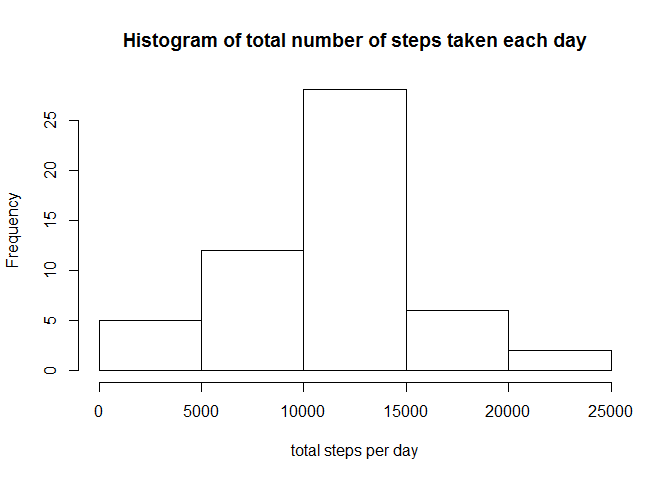 Histogram of total number of steps taken each day
Frequency
25
20
15
10
5
0
0 5000 10000 15000 20000 25000
total steps per day